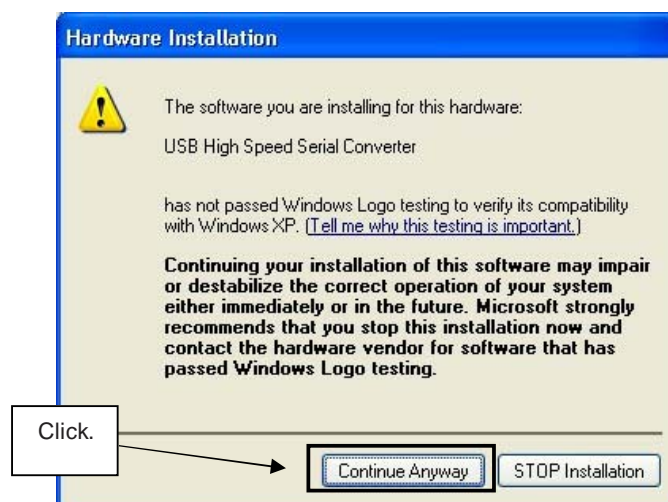 Hardware Installation
The software you are installing for this hardware:
USB High Speed Serial Converter
has not passed Windows Logo testing to verify its compatibility
with Windows XP. (Tell me why this testing is important.)
Continuing your installation of this software may impair
or destabilize the correct operation of your system
either immediately or in the future. Microsoft strongly
recommends that you stop this installation now and
contact the hardware vendor for software that has
passed Windows Logo testing.
Click.
Continue Anyway
STOP Installation